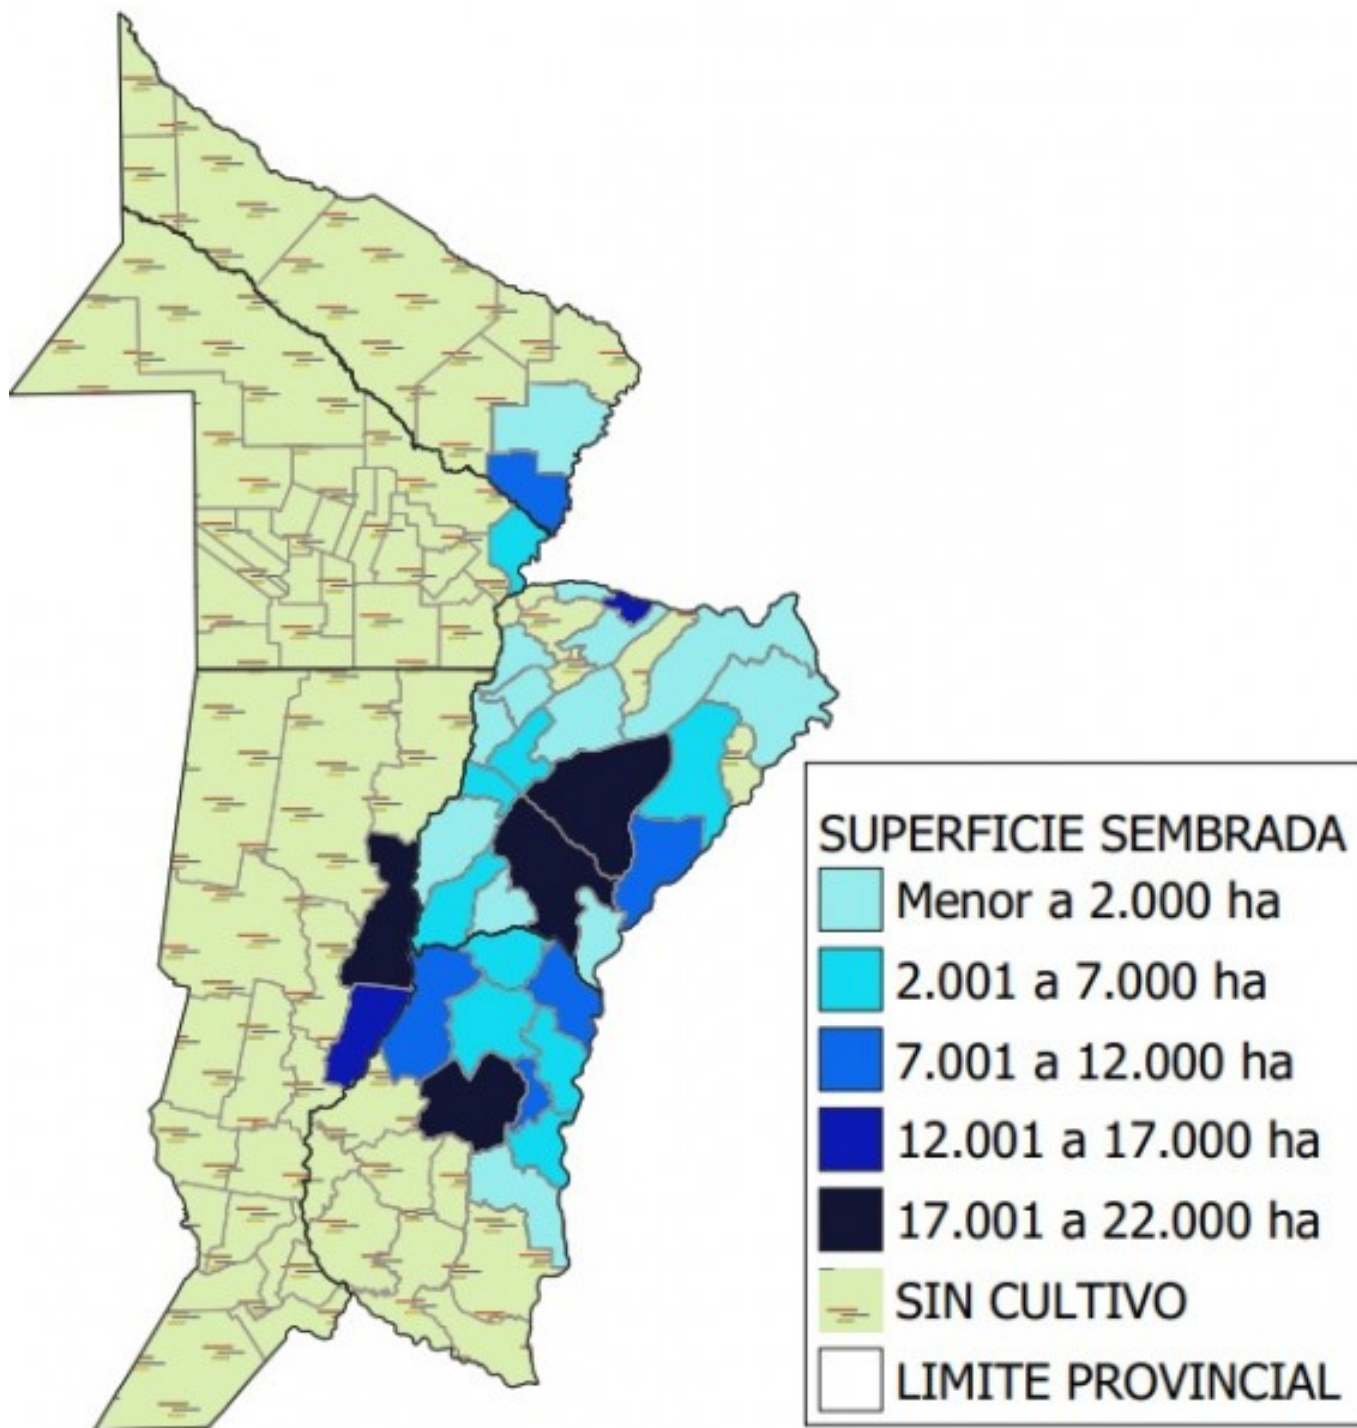 SUPERFICIE SEMBRADA
Menor a 2.000 ha
2.001 a 7.000 ha
7.001 a 12.000 ha
12.001 a 17.000 ha
17.001 a 22.000 ha
SIN CULTIVO
LIMITE PROVINCIAL